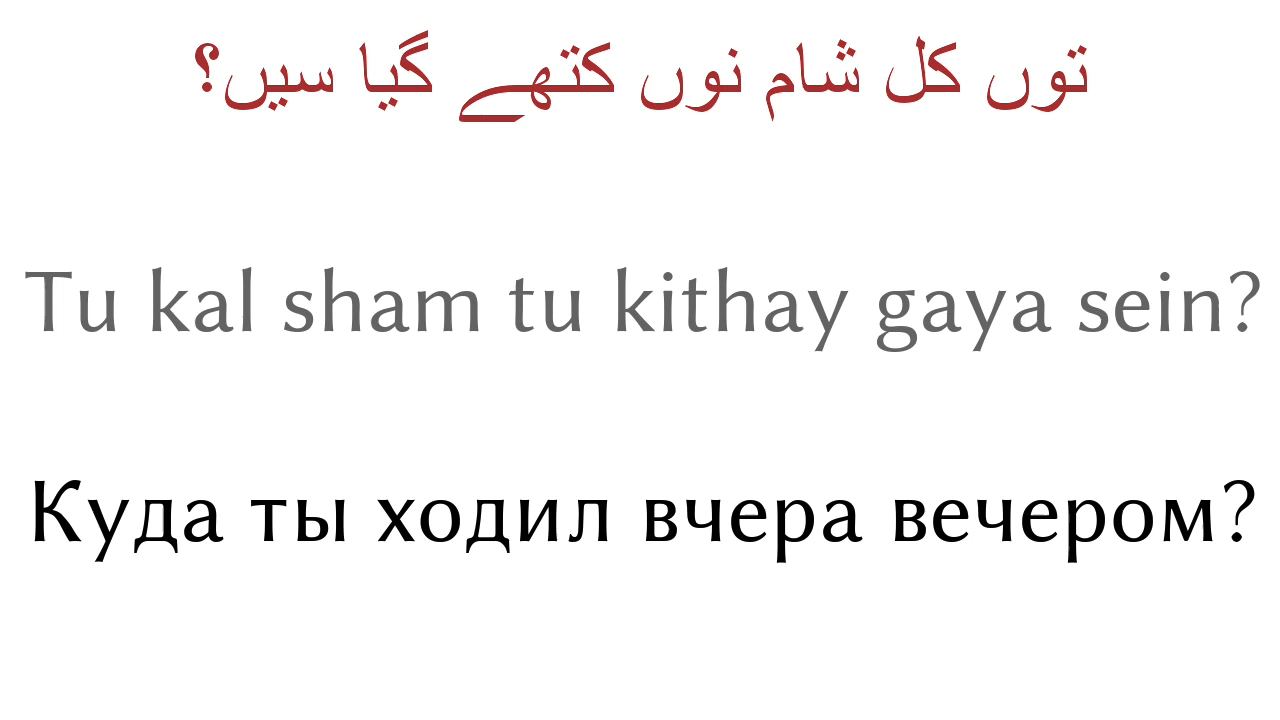 توں کل شام نوں کتھے گیا سیں؟
Tu kal sham tu kithay gaya sein?
Куда ты ходил вчера вечером?